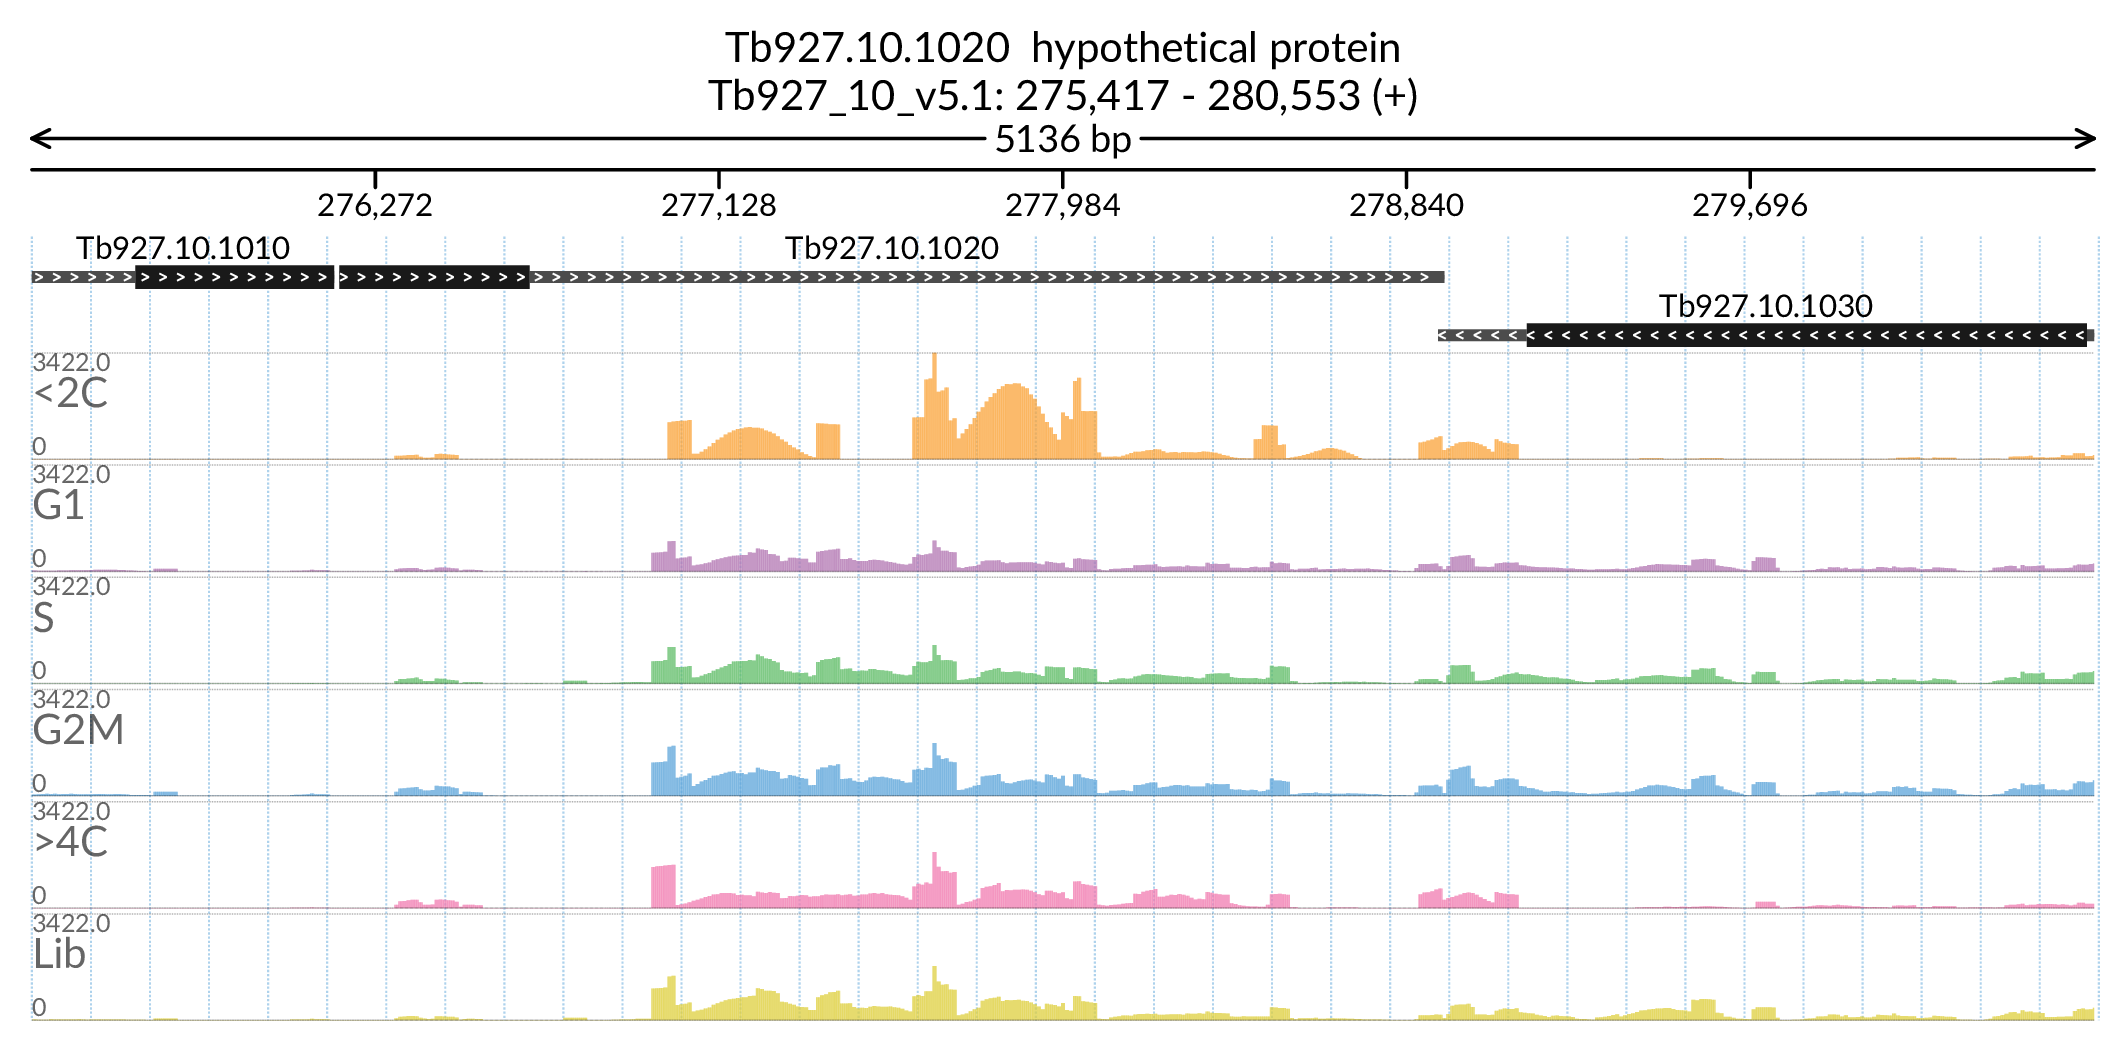 Tb927.10.1020  hypothetical protein
Tb927_10_v5.1: 275,417 - 280,553 (+)
5136 bp
276,272 277,128 277,984 278,840 279,696
Tb927.10.1010 Tb927.10.1020
Tb927.10.1030
3422.0
<2C
0
3422.0
G1
0
3422.0
S
0
3422.0
G2M
0
3422.0
>4C
0
3422.0
Lib
0